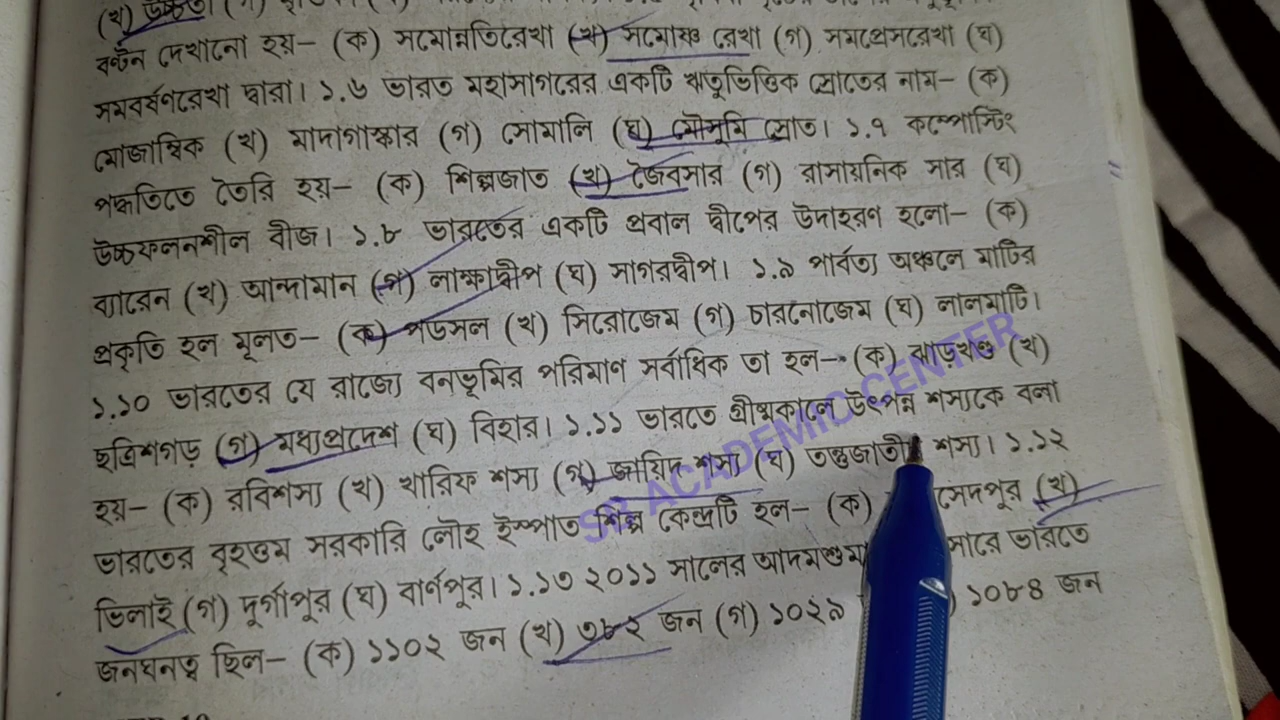 (খ) উচ্চতা (গ)
বণ্টন দেখানো হয়– (ক) সমোন্নতিরেখা (খ) সমোষ্ণ রেখা (গ) সমপ্রেসরেখা (ঘ)
সমবর্ষণরেখা দ্বারা। ১.৬ ভারত মহাসাগরের একটি ঋতুভিত্তিক স্রোতের নাম– (ক)
মোজাম্বিক (খ) মাদাগাস্কার (গ) সোমালি (ঘ) মৌসুমি স্রোত। ১.৭ কম্পোস্টিং
পদ্ধতিতে তৈরি হয়– (ক) শিল্পজাত (খ) জৈবসার (গ) রাসায়নিক সার (ঘ)
উচ্চফলনশীল বীজ। ১.৮ ভারতের একটি প্রবাল দ্বীপের উদাহরণ হলো– (ক)
ব্যারেন (খ) আন্দামান (গ) লাক্ষাদ্বীপ (ঘ) সাগরদ্বীপ। ১.৯ পার্বত্য অঞ্চলে মাটির
প্রকৃতি হল মূলত– (ক) পডসল (খ) সিরোজেম (গ) চারনোজেম (ঘ) লালমাটি।
১.১০ ভারতের যে রাজ্যে বনভূমির পরিমাণ সর্বাধিক তা হল– (ক) ঝাড়খণ্ড (খ)
ছত্রিশগড় (গ) মধ্যপ্রদেশ (ঘ) বিহার। ১.১১ ভারতে গ্রীষ্মকালে উৎপন্ন শস্যকে বলা
হয়– (ক) রবিশস্য (খ) খারিফ শস্য (গ) জায়িদ শস্য (ঘ) তন্তুজাতীয় শস্য। ১.১২
ভারতের বৃহত্তম সরকারি লৌহ ইস্পাত শিল্প কেন্দ্রটি হল– (ক) সেদপুর (খ)
ভিলাই (গ) দুর্গাপুর (ঘ) বার্ণপুর। ১.১৩ ২০১১ সালের আদমশুমা সারে ভারতে
জনঘনত্ব ছিল– (ক) ১১০২ জন (খ) ৩৮২ জন (গ) ১০২৯ ) ১০৮৪ জন
SR ACADEMIC CENTER